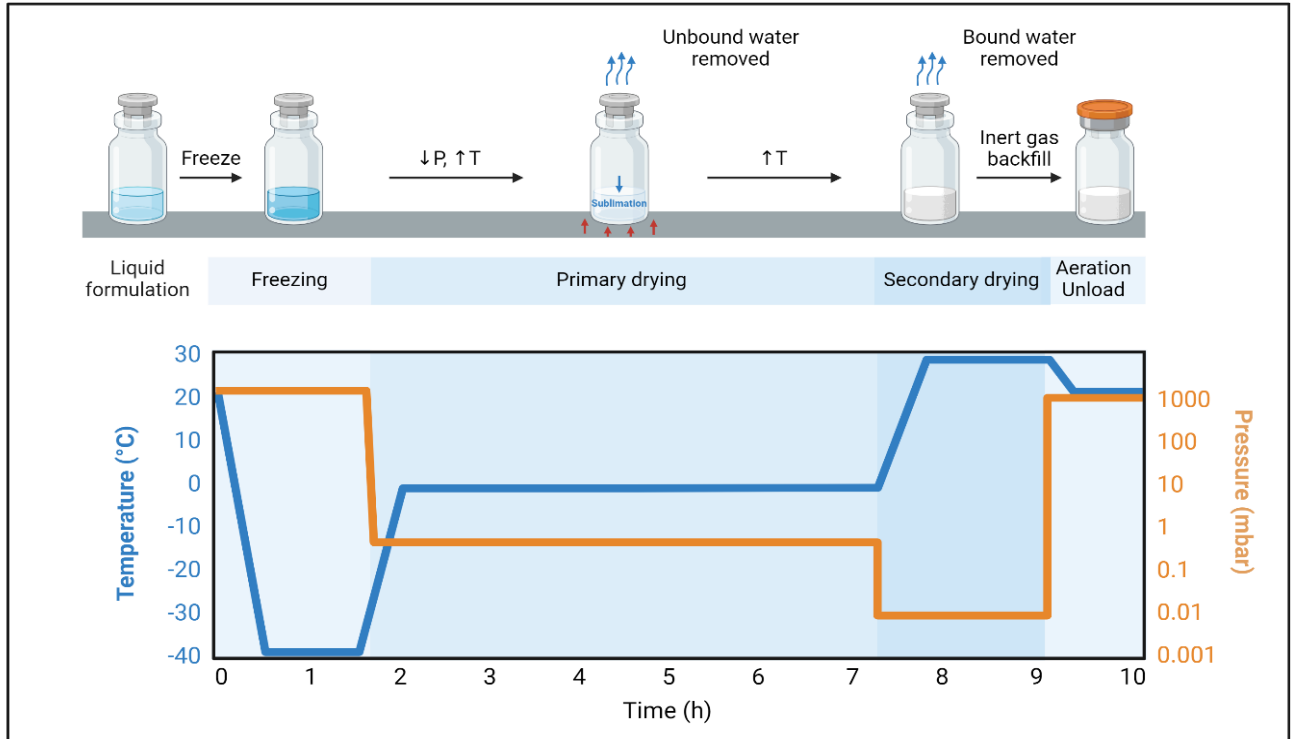 Unbound water
removed
Bound water
removed
Freeze
↓P, ↑T
↑T
Inert gas
backfill
Sublimation
Liquid
formulation
Freezing
Primary drying
Secondary drying
Aeration
Unload
30
20
10
0
-10
-20
-30
-40
Temperature (°C)
1000
100
10
1
0.1
0.01
0.001
Pressure (mbar)
0 1 2 3 4 5 6 7 8 9 10
Time (h)